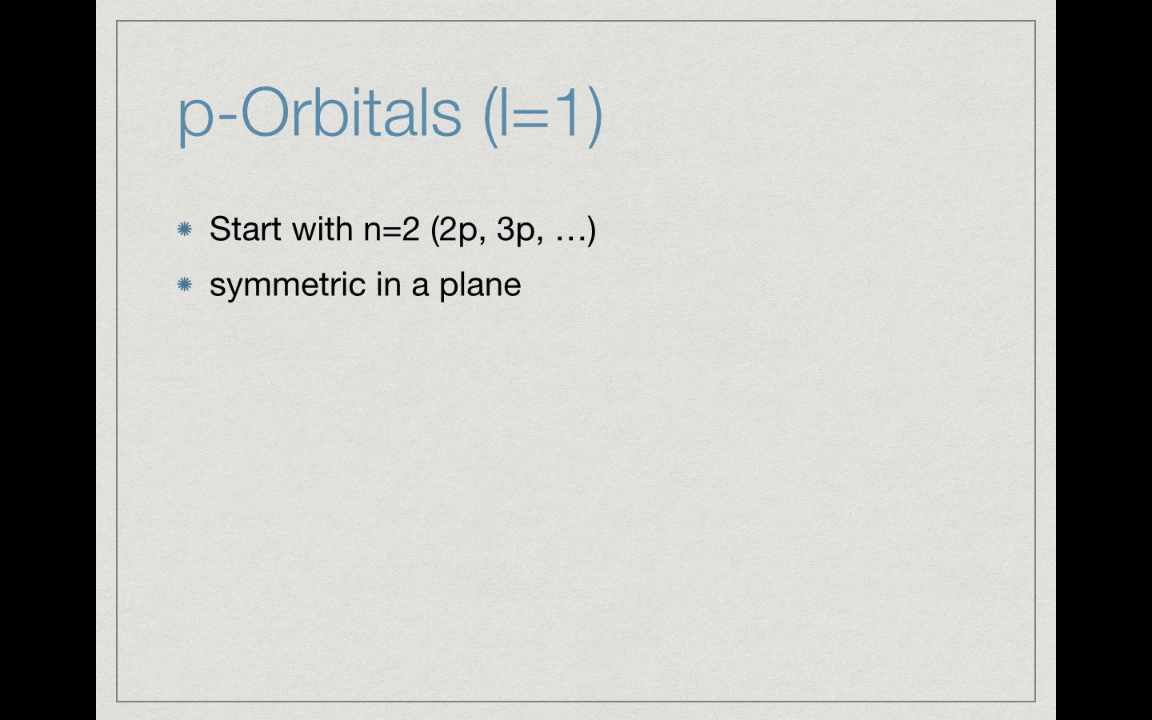 p-Orbitals (l=1)
Start with n=2 (2p, 3p, …)
symmetric in a plane